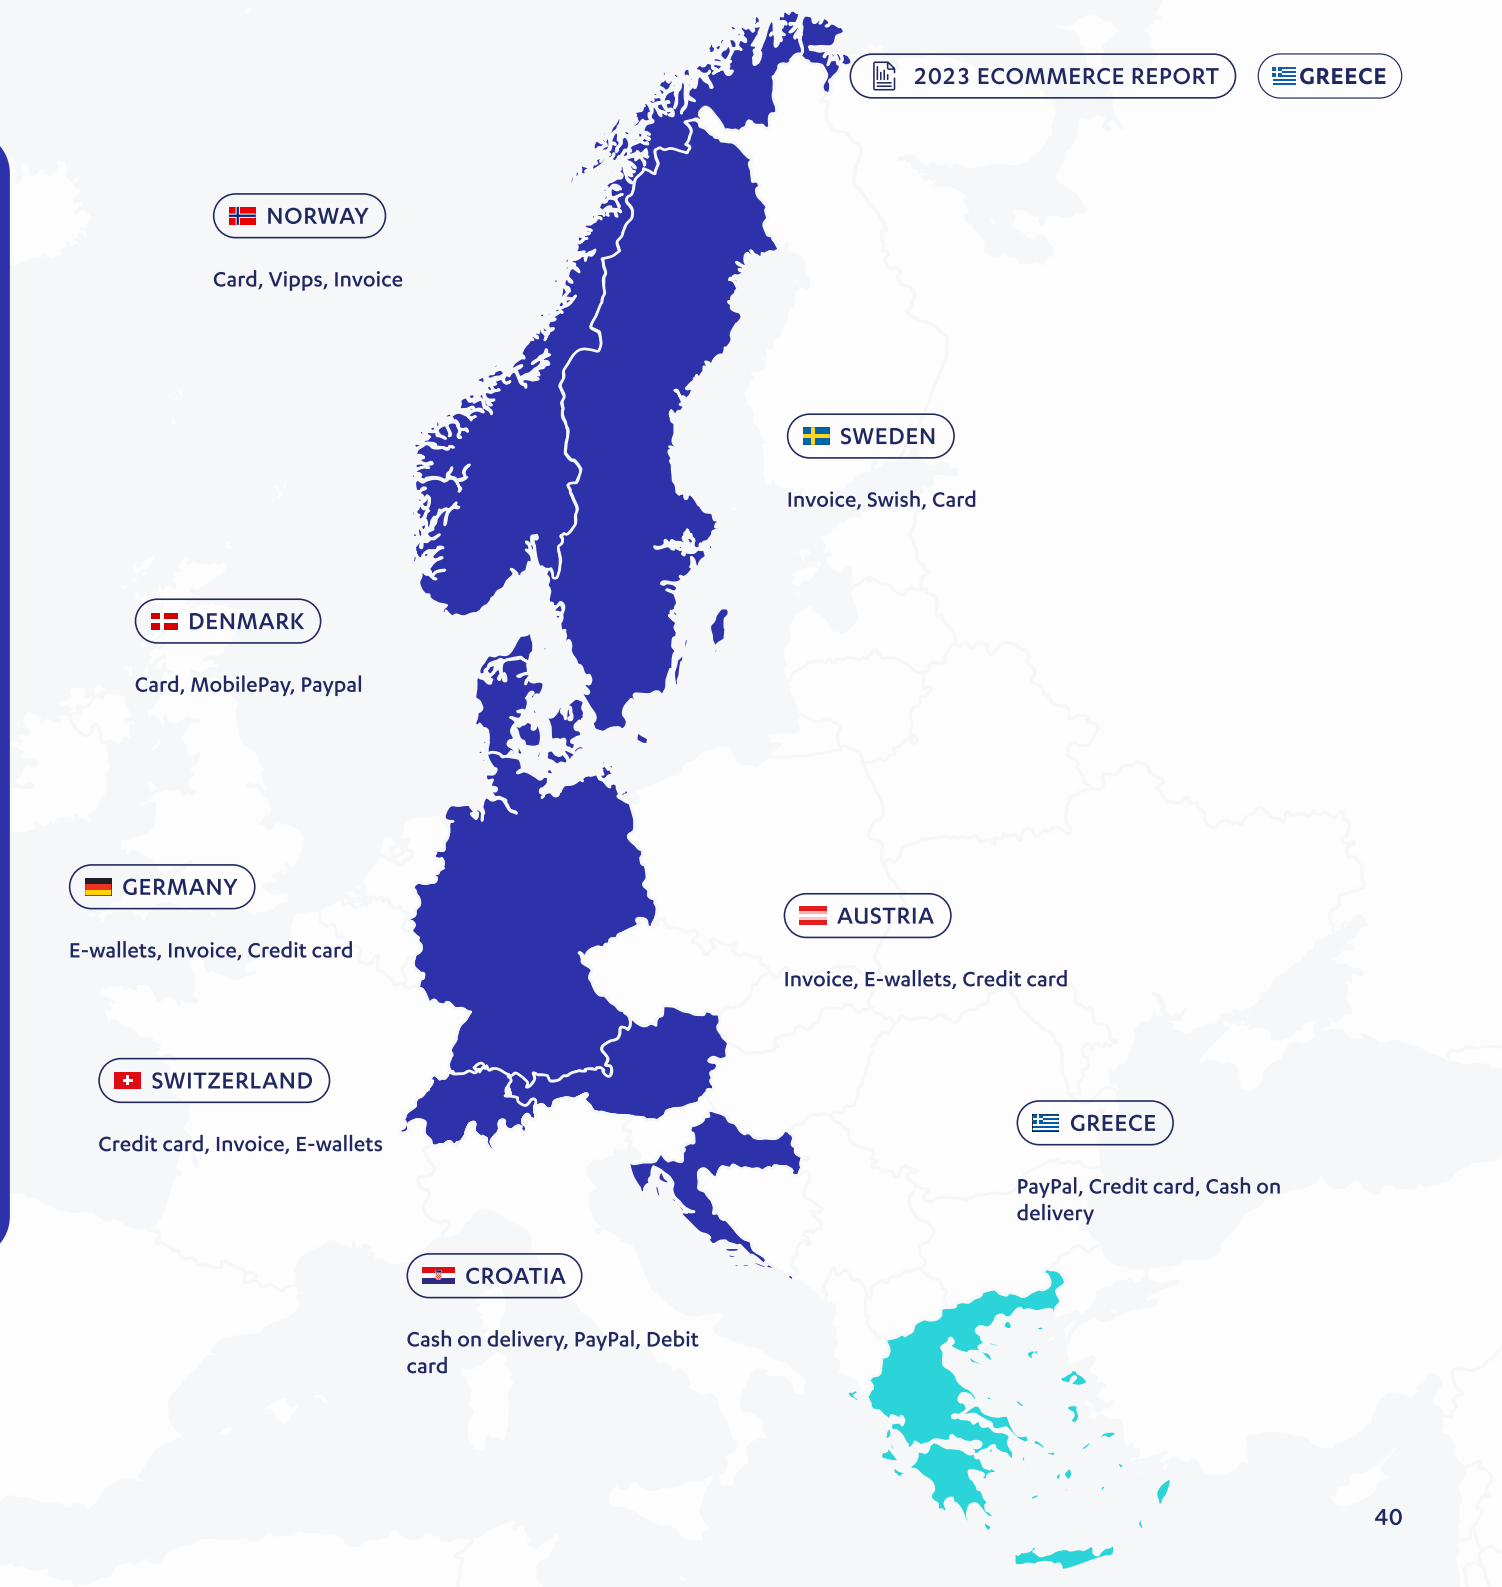 2023 ECOMMERCE REPORT
GREECE
NORWAY
Card, Vipps, Invoice
SWEDEN
Invoice, Swish, Card
DENMARK
Card, MobilePay, Paypal
GERMANY
E-wallets, Invoice, Credit card
AUSTRIA
Invoice, E-wallets, Credit card
SWITZERLAND
Credit card, Invoice, E-wallets
GREECE
PayPal, Credit card, Cash on
delivery
CROATIA
Cash on delivery, PayPal, Debit
card
40